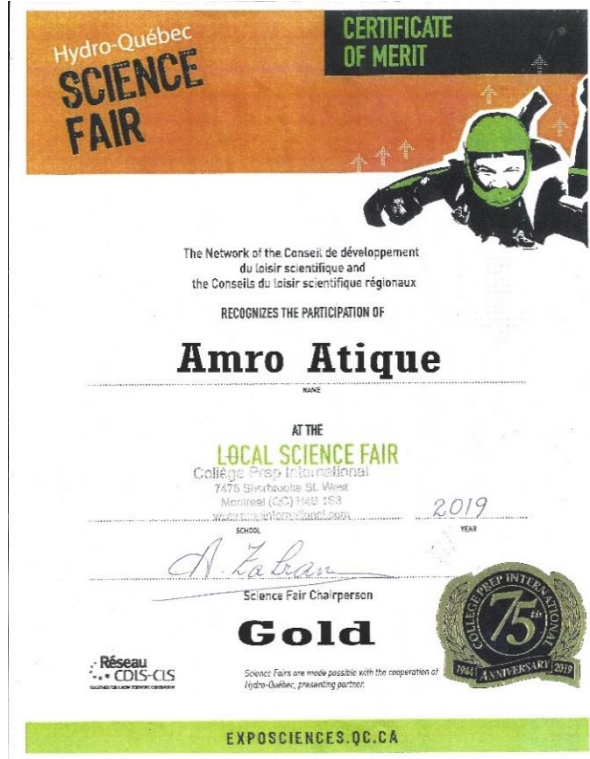 Hydro-Québec
SCIENCE
FAIR
CERTIFICATE
OF MERIT
The Network of the Conseil de développement
du loisir scientifique and
the Conseils du loisir scientifique régionaux
RECOGNIZES THE PARTICIPATION OF
Amro Atique
NAME
AT THE
LOCAL SCIENCE FAIR
Collège Prep International
7475 Sherbrooke St. West
Montreal (QC) H4B 1S3
www.prepinternational.com
2019
SCHOOL
YEAR
Science Fair Chairperson
Gold
COLLEGE PREP INTERNATIONAL
75th
1944 ANNIVERSARY 2019
Réseau
CDLS-CLS
Science Fairs are made possible with the cooperation of
Hydro-Québec, presenting partner.
EXPOSCIENCES.QC.CA